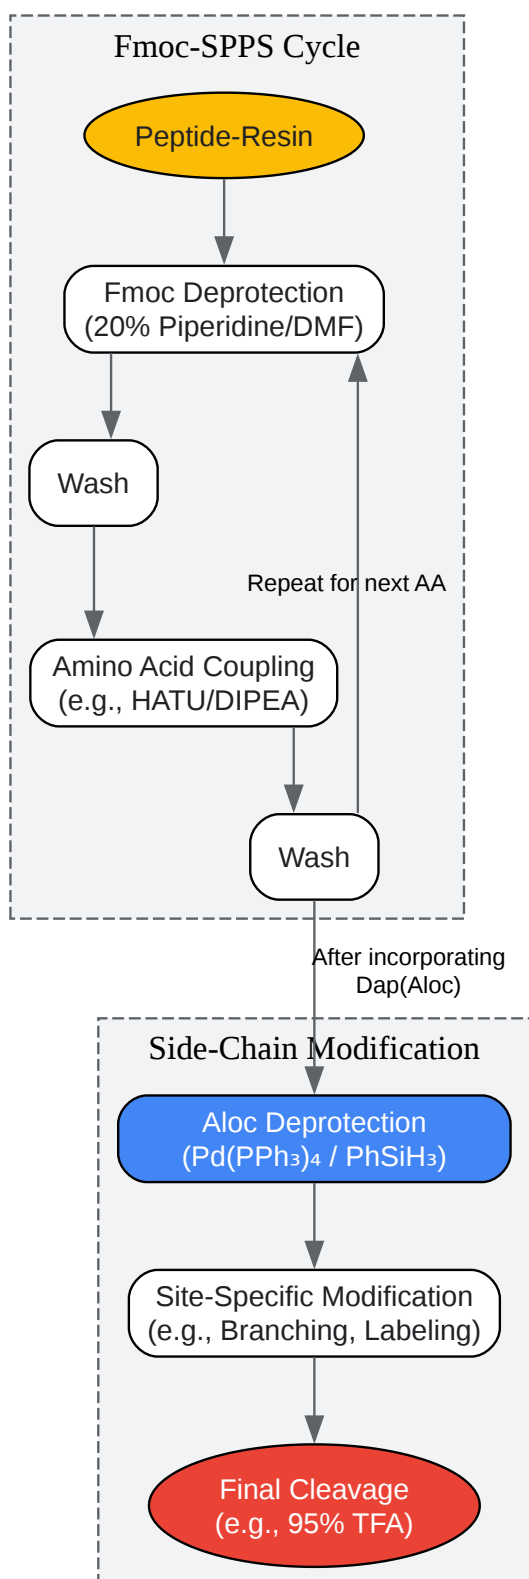 Fmoc-SPPS Cycle
Peptide-Resin
Fmoc Deprotection
(20% Piperidine/DMF)
Wash
Repeat for next AA
Amino Acid Coupling
(e.g., HATU/DIPEA)
Wash
After incorporating
Dap(Aloc)
Side-Chain Modification
Aloc Deprotection
(Pd(PPh₃)₄ / PhSiH₃)
Site-Specific Modification
(e.g., Branching, Labeling)
Final Cleavage
(e.g., 95% TFA)